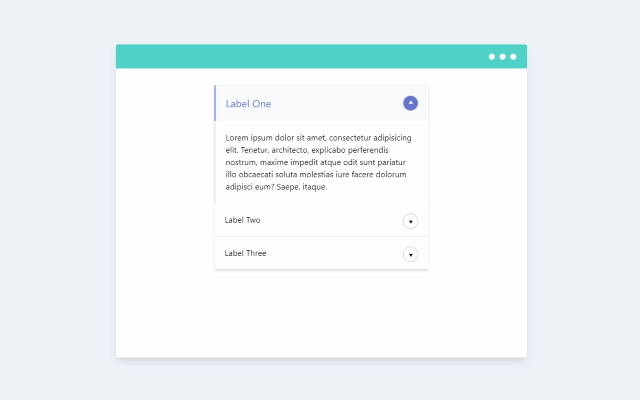 Label One
Lorem ipsum dolor sit amet, consectetur adipisicing
elit. Tenetur, architecto, explicabo perferendis
nostrum, maxime impedit atque odit sunt pariatur
illo obcaecati soluta molestias iure facere dolorum
adipisci eum? Saepe, itaque.
Label Two
Label Three